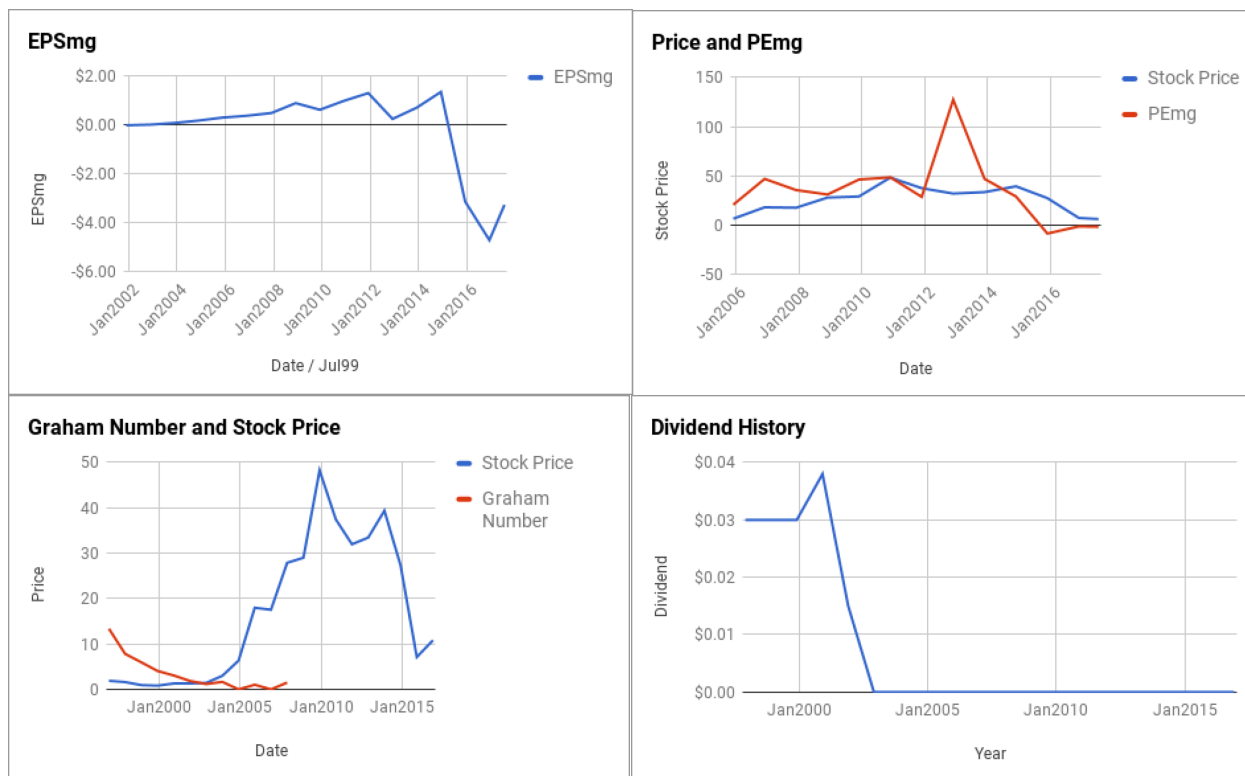 EPSmg
$2.00
EPSmg
$0.00
-$2.00
-$4.00
-$6.00
EPSmg
Jan2002
Jan2004
Jan2006
Jan2008
Jan2010
Jan2012
Jan2014
Jan2016
Date / Jul99
Price and PEmg
150
Stock Price
PEmg
100
50
0
-50
Stock Price
Jan2006
Jan2008
Jan2010
Jan2012
Jan2014
Jan2016
Date
Graham Number and Stock Price
50
Stock Price
Graham
Number
40
30
20
10
0
Price
Jan2000
Jan2005
Jan2010
Jan2015
Date
Dividend History
$0.04
$0.03
$0.02
$0.01
$0.00
Dividend
Jan2000
Jan2005
Jan2010
Jan2015
Year